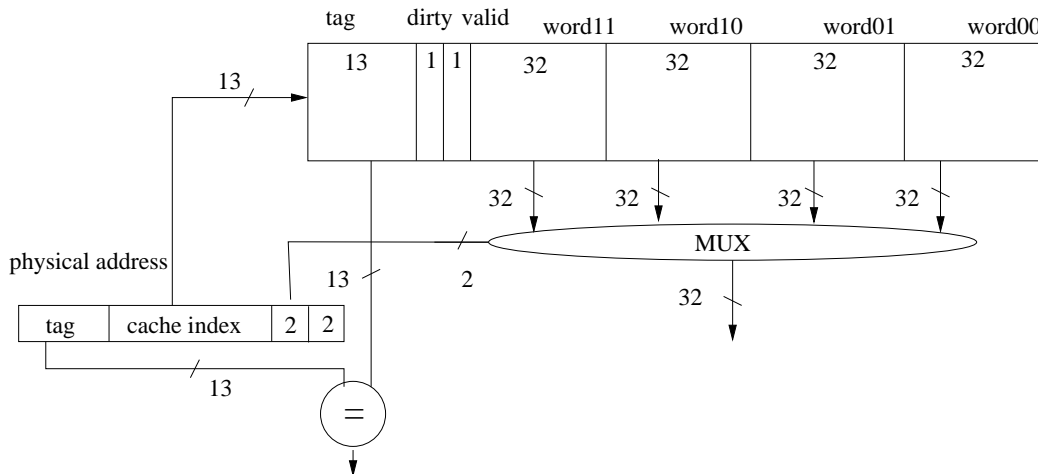 tag dirty valid word11 word10 word01 word00
13 1 1 32 32 32 32
13
32 32 32 32
MUX
2
physical address
13
32
tag cache index 2 2
13
=